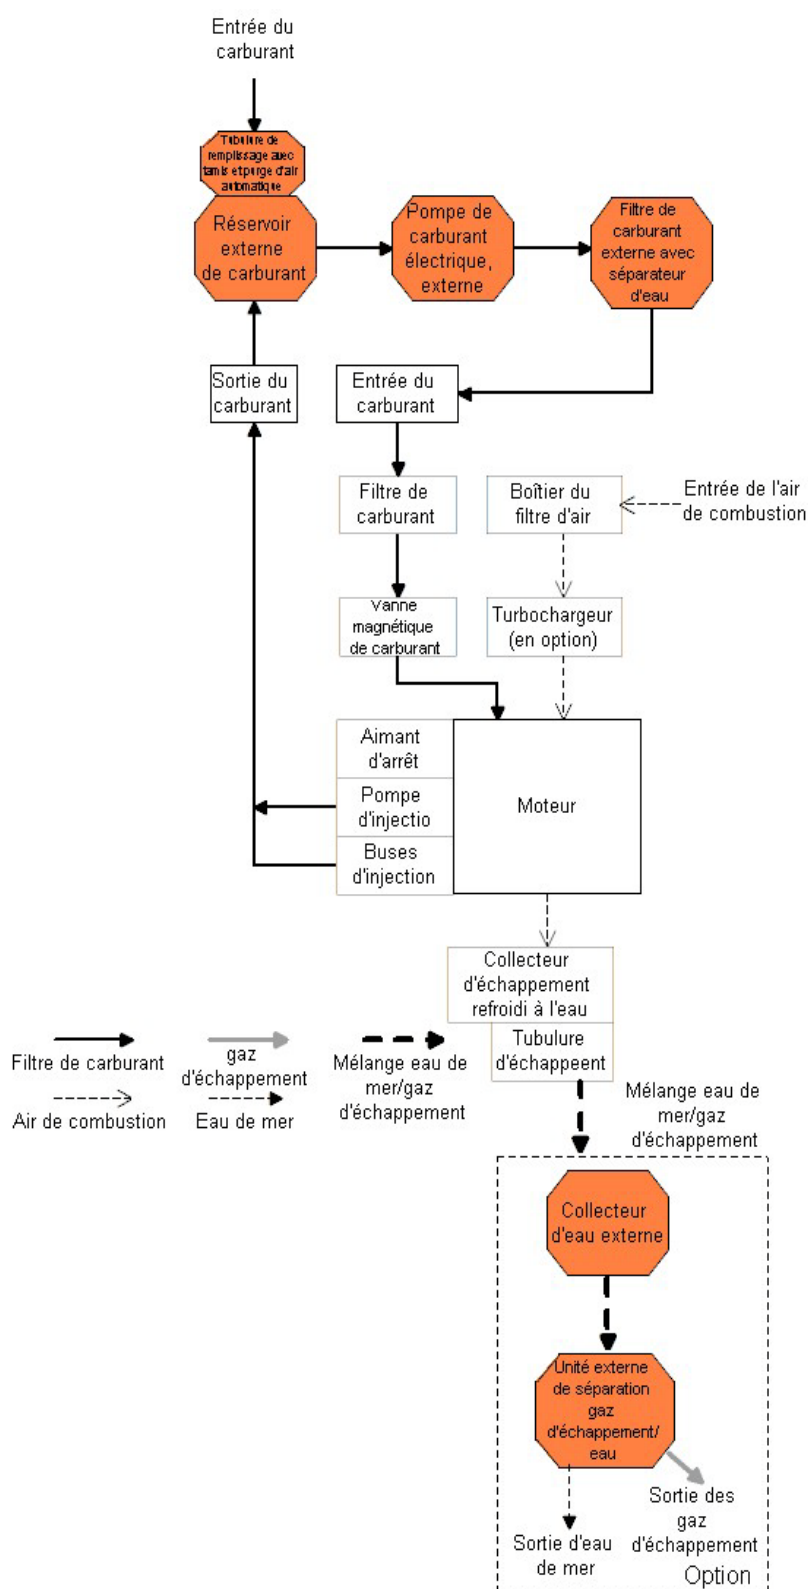 Entrée du
carburant
Tubulure de
remplissage avec
tamis et purge d'air
automatique
Réservoir
externe
de carburant
Pompe de
carburant
électrique,
externe
Filtre de
carburant
externe avec
séparateur
d'eau
Sortie du
carburant
Entrée du
carburant
Filtre de
carburant
Boîtier du
filtre d'air
Entrée de l'air
de combustion
Vanne
magnétique
de carburant
Turbochargeur
(en option)
Aimant
d'arrêt
Pompe
d'injectio
Buses
d'injection
Moteur
Collecteur
d'échappement
refroidi à l'eau
Tubulure
d'échappeent
Filtre de carburant
gaz
d'échappement
Mélange eau de
mer/gaz
d'échappement
Air de combustion
Eau de mer
Mélange eau de
mer/gaz
d'échappement
Collecteur
d'eau externe
Unité externe
de séparation
gaz
d'échappement/
eau
Sortie des
gaz
d'échappement
Sortie d'eau
de mer
Option